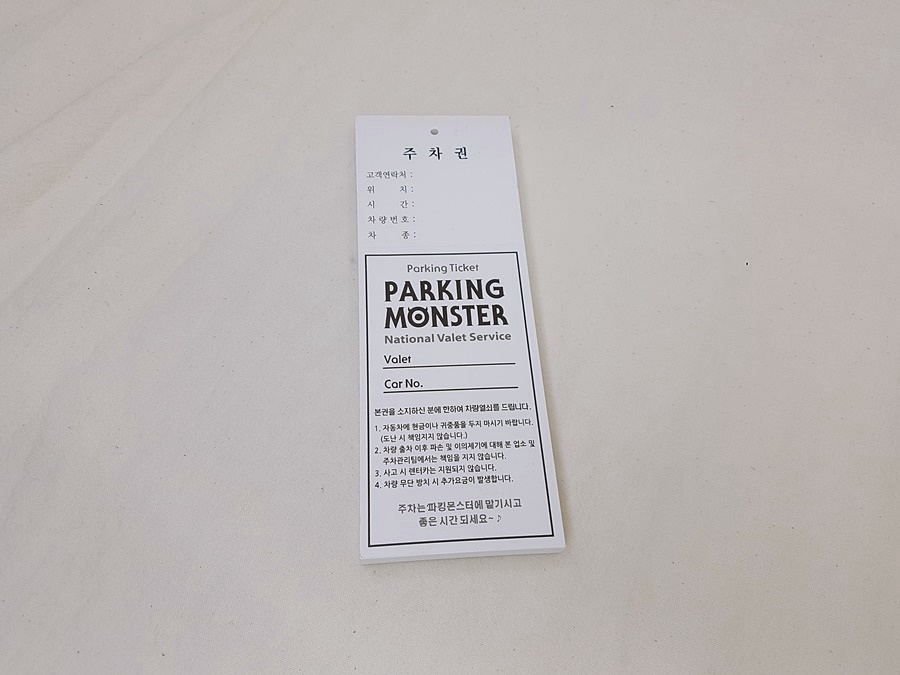 주 차 권
고객연락처 :
위 치 :
시 간 :
차 량 번 호 :
차 종 :
Parking Ticket
PARKING
MONSTER
National Valet Service
Valet
Car No.
본권을 소지하신 분에 한하여 차량열쇠를 드립니다.
1. 자동차에 현금이나 귀중품을 두지 마시기 바랍니다.
(도난 시 책임지지 않습니다.)
2. 차량 출차 이후 파손 및 이의제기에 대해 본 업소 및
주차관리팀에서는 책임을 지지 않습니다.
3. 사고 시 렌터카는 지원되지 않습니다.
4. 차량 무단 방치 시 추가요금이 발생합니다.
주차는 파킹몬스터에 맡기시고
좋은 시간 되세요~ ♪